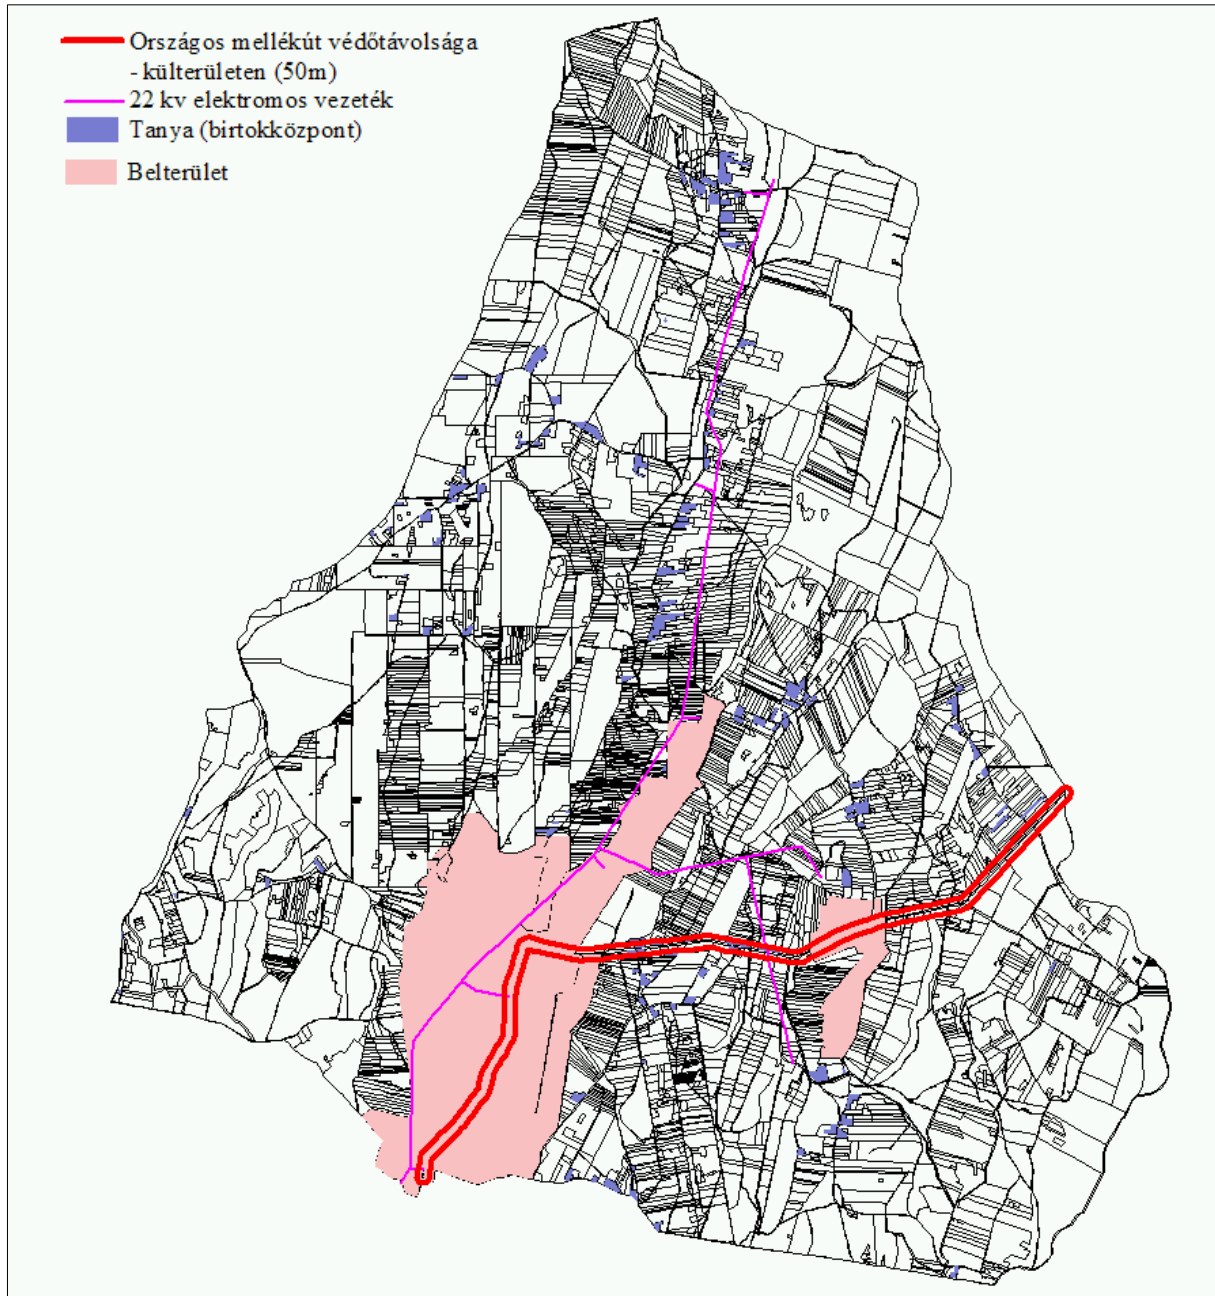 Országos mellékút védőtávolsága
- külterületen (50m)
22 kv elektromos vezeték
Tanya (birtokközpont)
Belterület